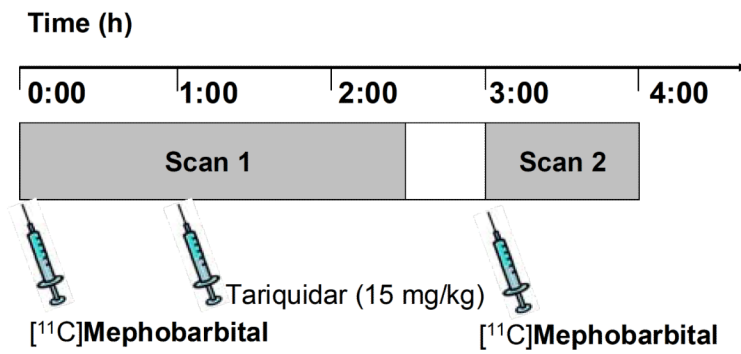 Time (h)
0:00 1:00 2:00 3:00 4:00
Scan 1 Scan 2
Tariquidar (15 mg/kg)
[¹¹C]Mephobarbital [¹¹C]Mephobarbital